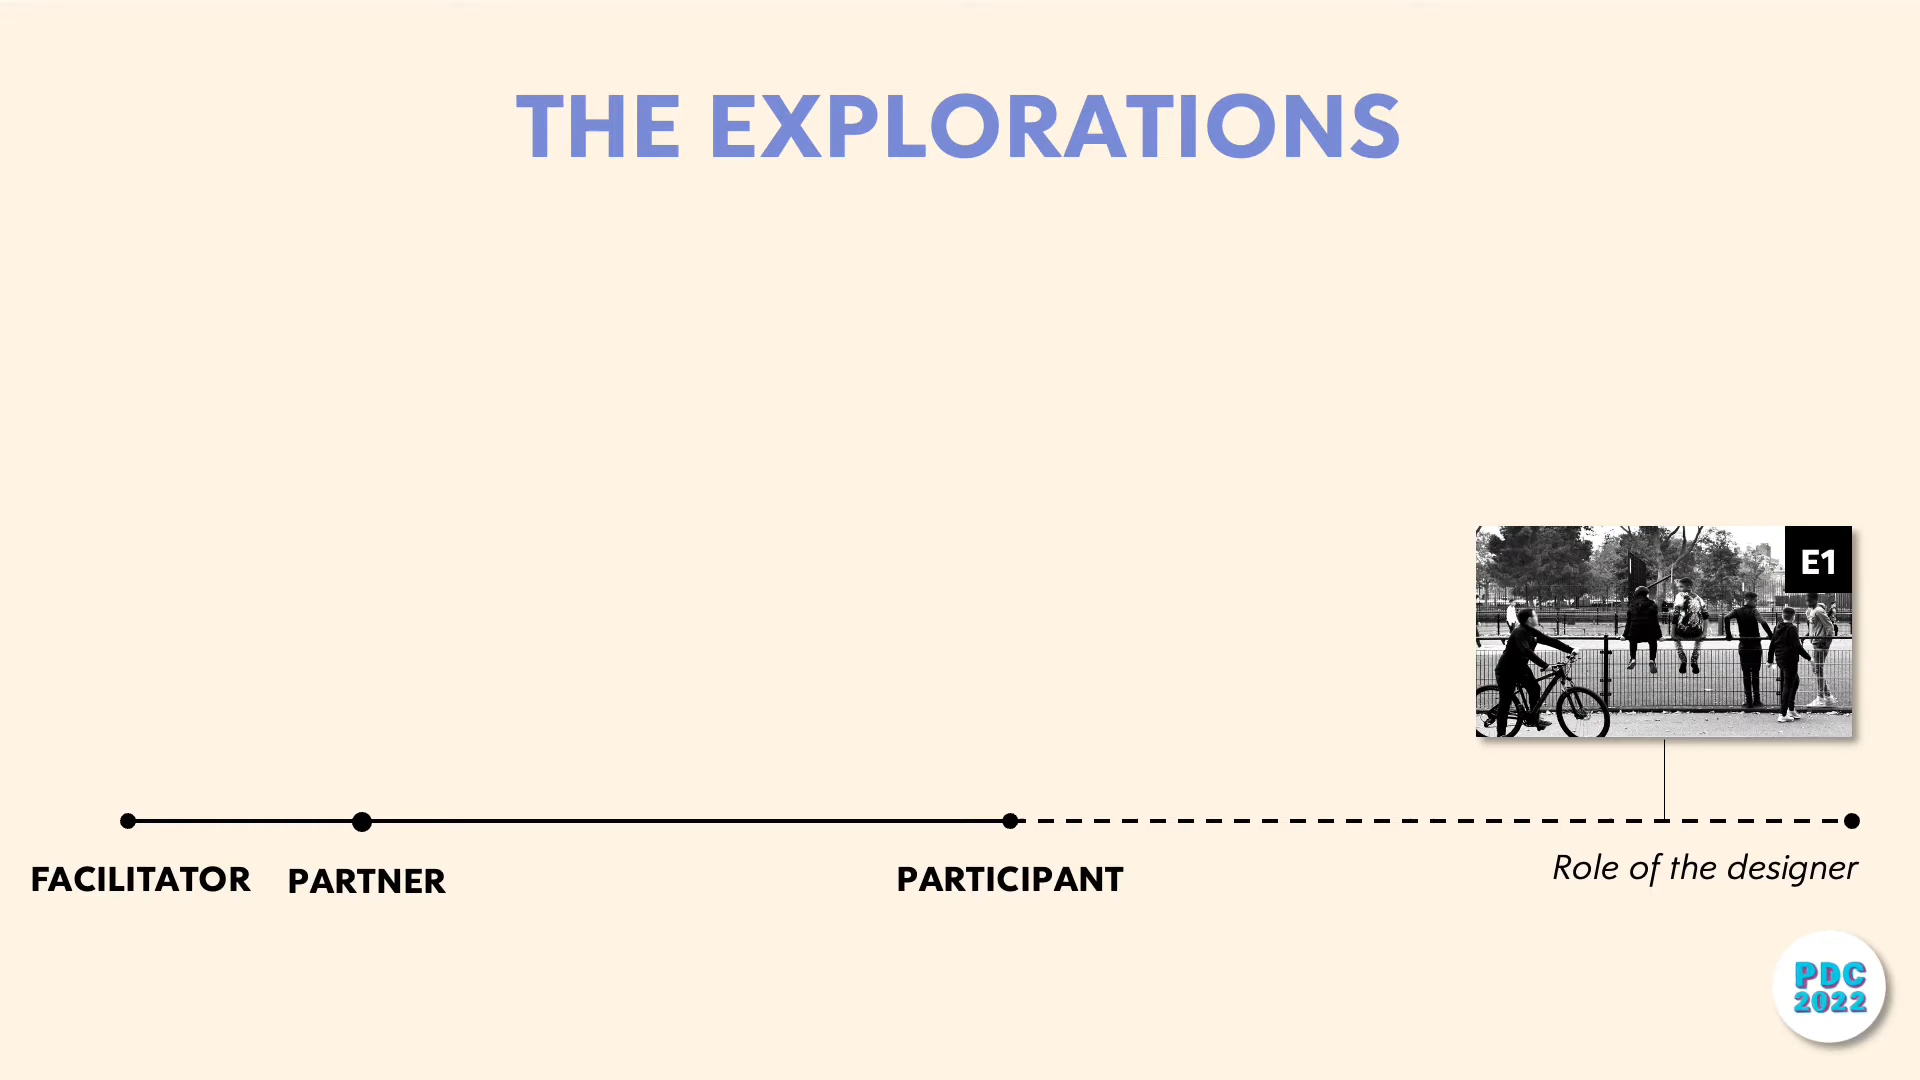 THE EXPLORATIONS
E1
FACILITATOR
PARTNER
PARTICIPANT
Role of the designer
PDC
2022